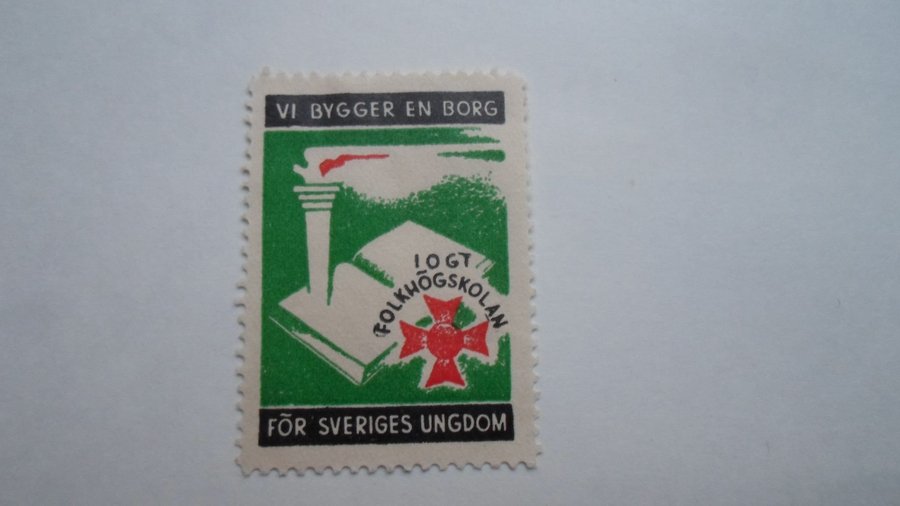 VI BYGGER EN BORG
IOGT
FOLKHÖGSKOLAN
FÖR SVERIGES UNGDOM